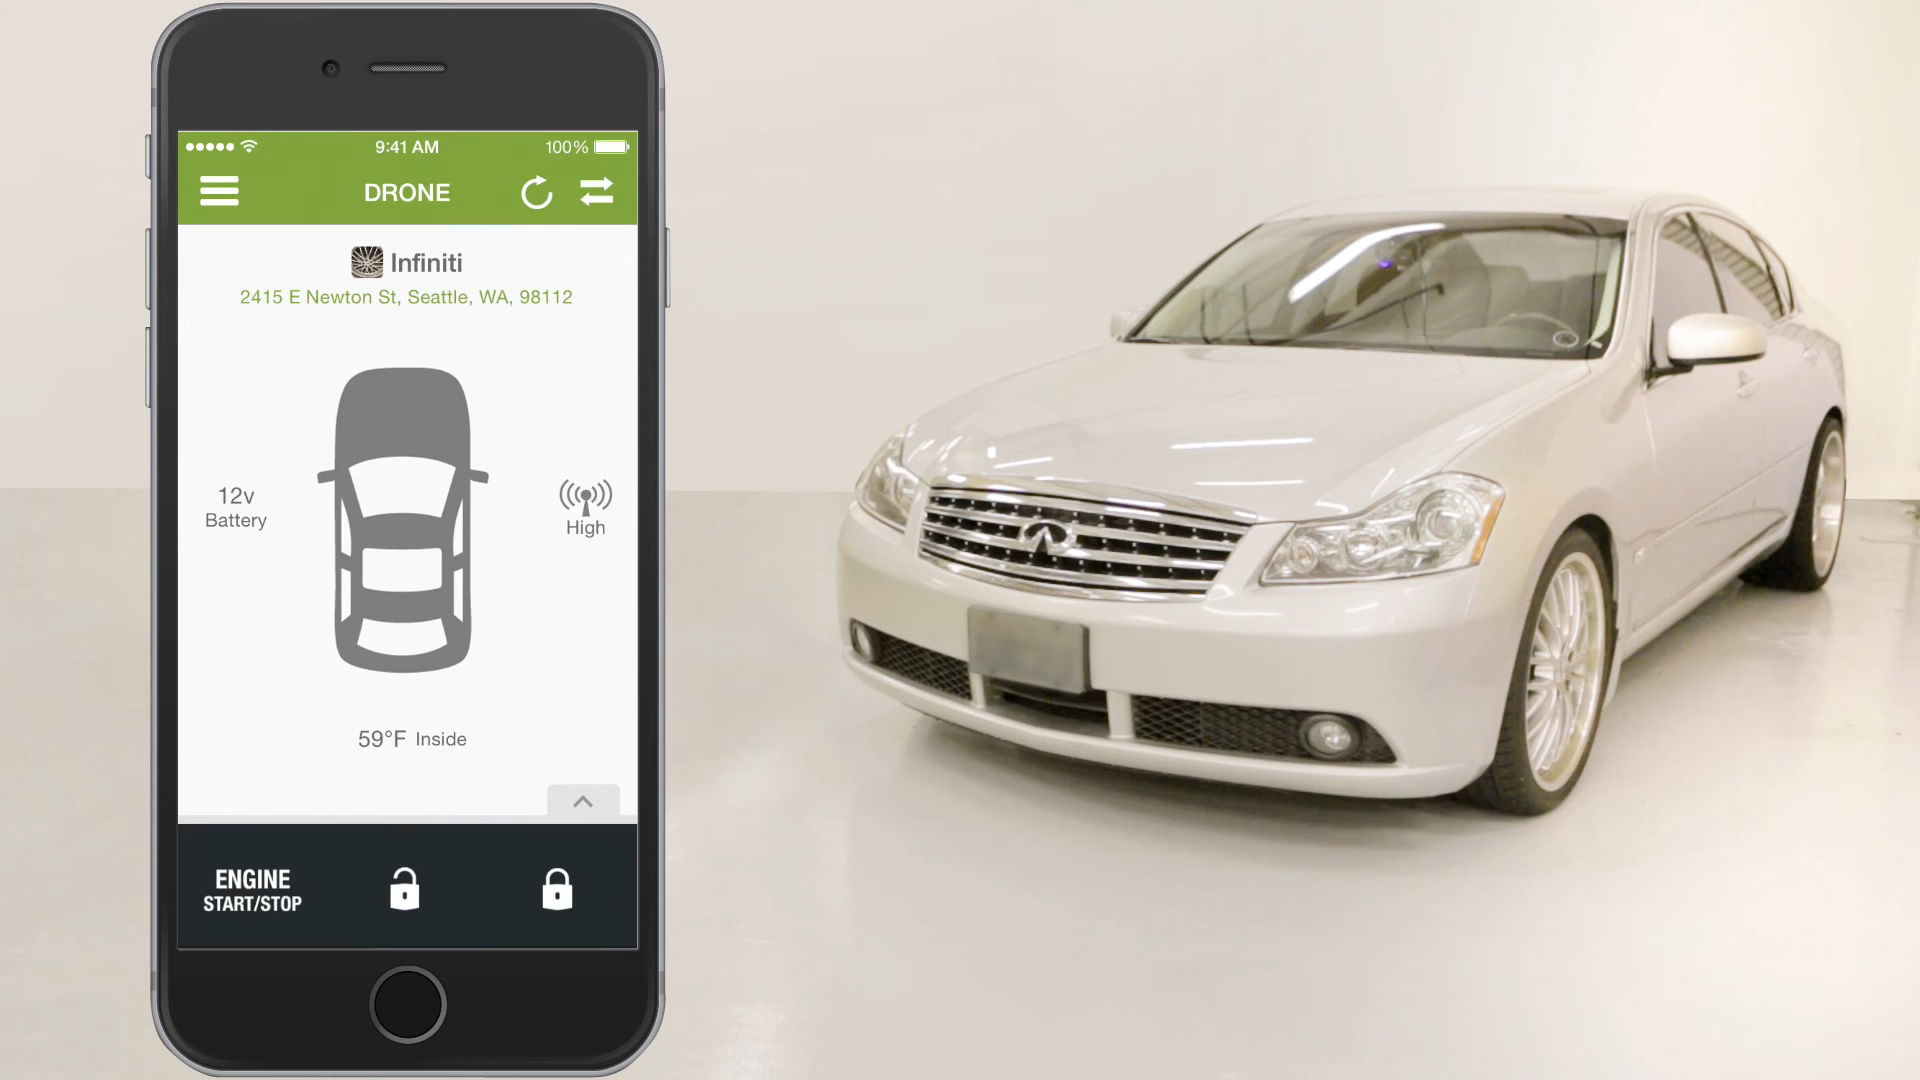 9:41 AM
100%
DRONE
Infiniti
2415 E Newton St, Seattle, WA, 98112
12v
Battery
High
59°F Inside
ENGINE
START/STOP